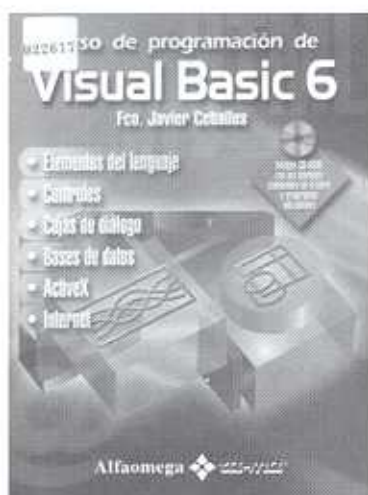 022617
so de programación de
Visual Basic 6
Fco. Javier Ceballos
• Elementos del lenguaje
• Controles
• Cajas de diálogo
• Bases de datos
• ActiveX
• Internet
Alfaomega